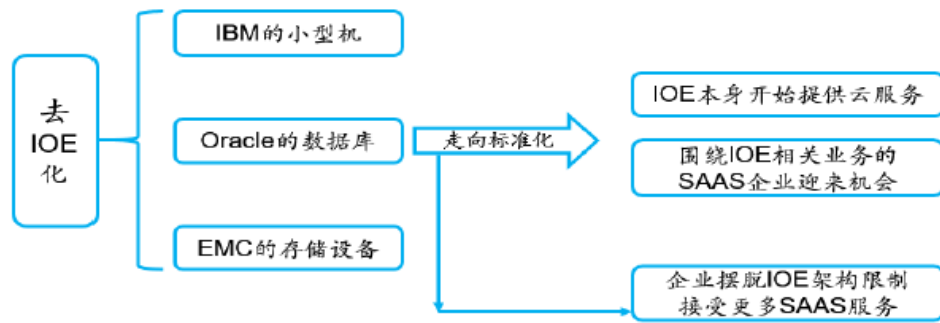 去
IOE
化
IBM的小型机
Oracle的数据库
EMC的存储设备
走向标准化
IOE本身开始提供云服务
围绕IOE相关业务的
SAAS企业迎来机会
企业摆脱IOE架构限制
接受更多SAAS服务